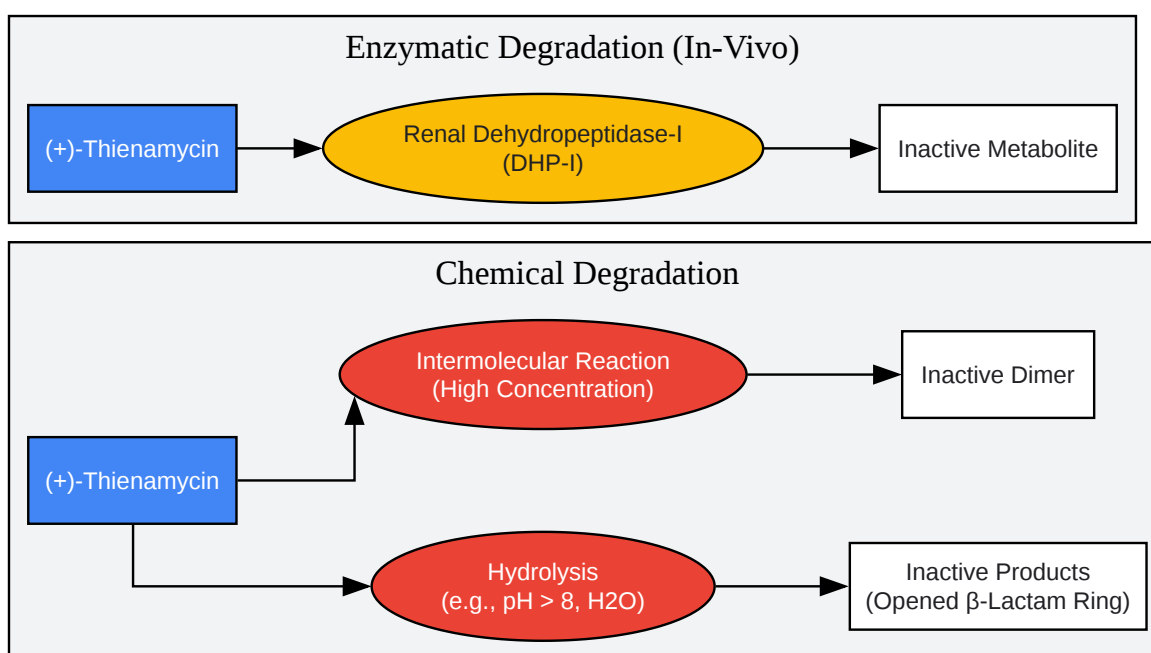 Enzymatic Degradation (In-Vivo)
(+)-Thienamycin
Renal Dehydropeptidase-I
(DHP-I)
Inactive Metabolite
Chemical Degradation
Intermolecular Reaction
(High Concentration)
Inactive Dimer
(+)-Thienamycin
Hydrolysis
(e.g., pH > 8, H2O)
Inactive Products
(Opened β-Lactam Ring)